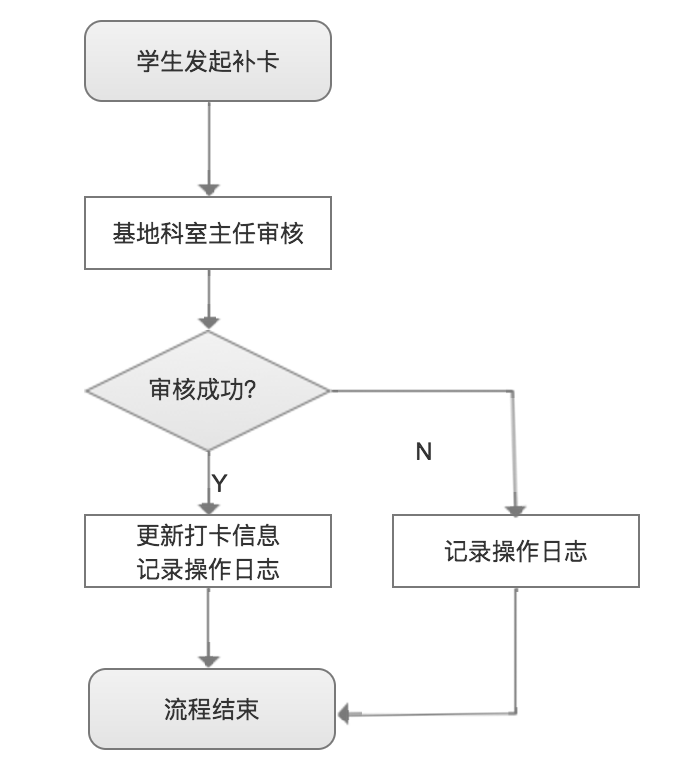 学生发起补卡
基地科室主任审核
审核成功?
N
Y
更新打卡信息
记录操作日志
记录操作日志
流程结束